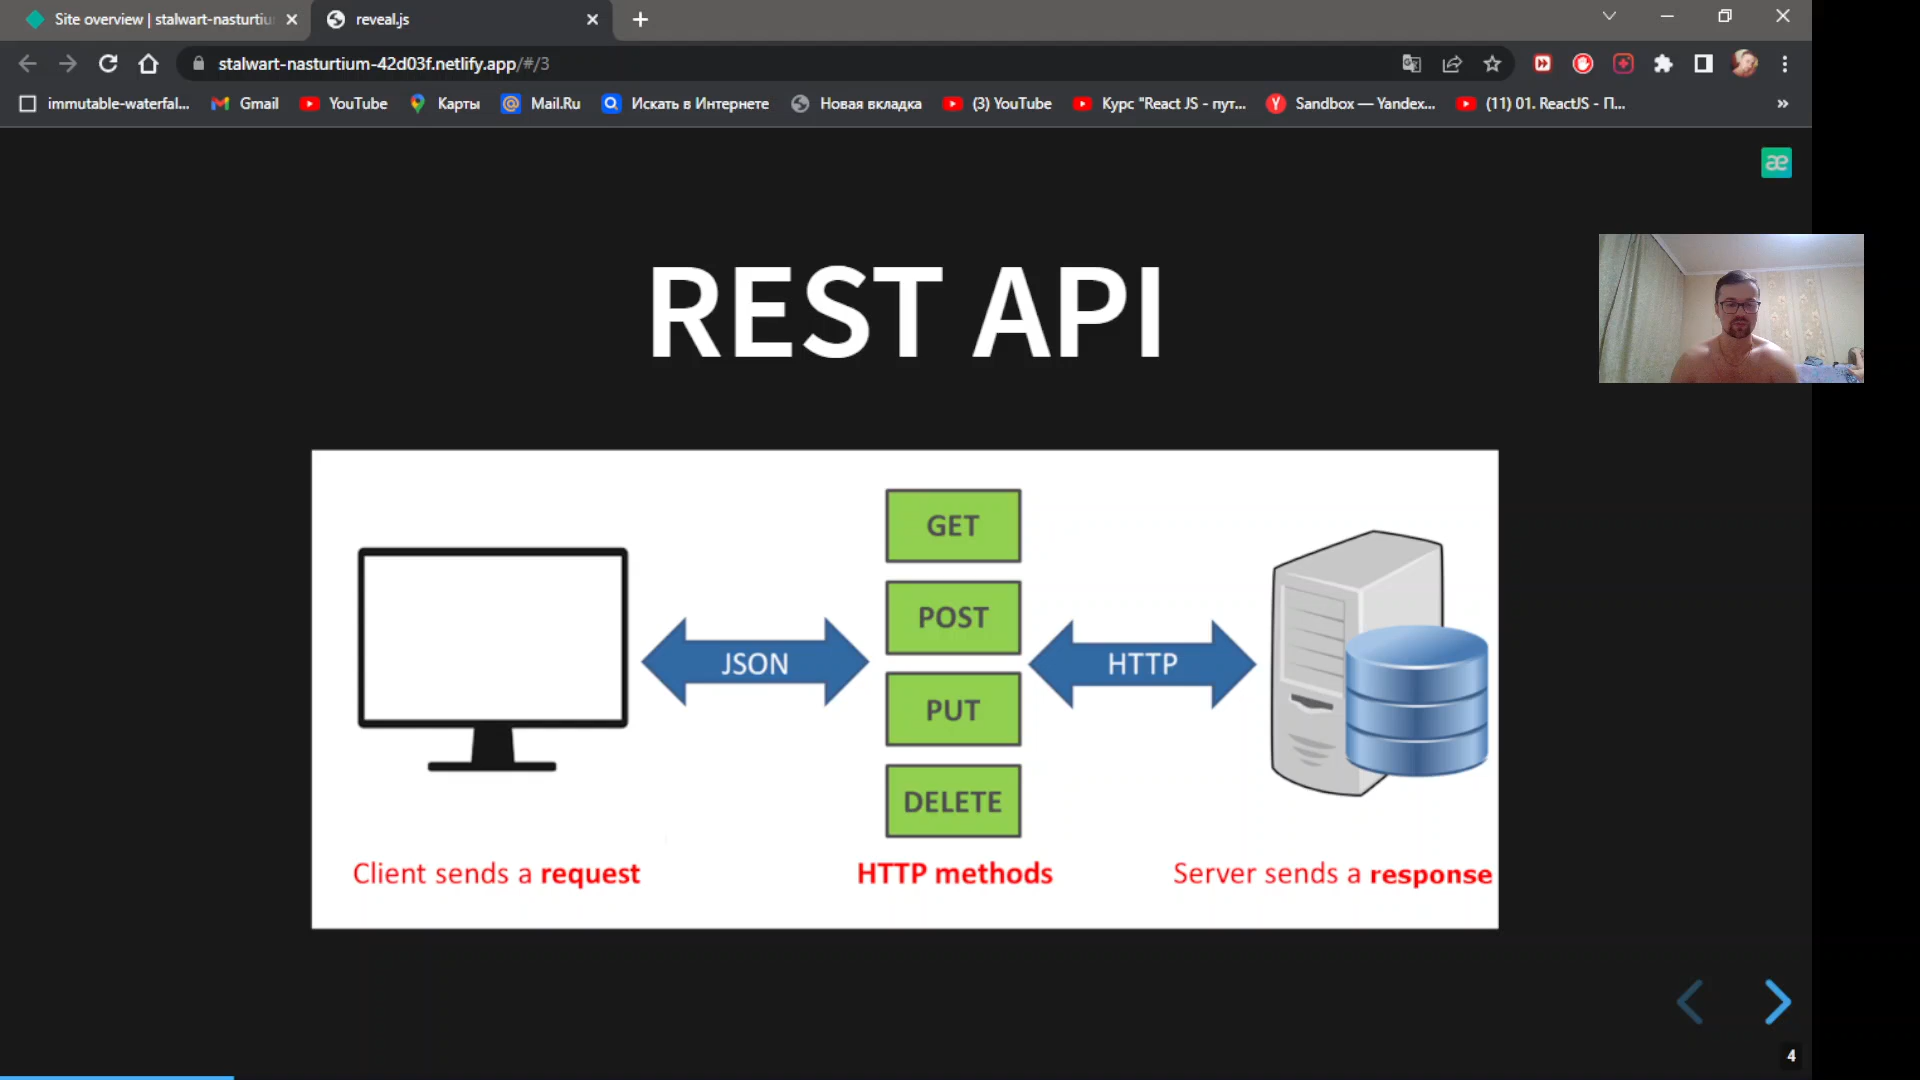 Site overview | stalwart-nasturtiu
reveal.js
stalwart-nasturtium-42d03f.netlify.app/#/3
immutable-waterfal...
Gmail
YouTube
Карты
Mail.Ru
Искать в Интернете
Новая вкладка
(3) YouTube
Курс "React JS - пут...
Sandbox — Yandex...
(11) 01. ReactJS - П...
»
æ
REST API
GET
POST
PUT
DELETE
JSON
HTTP
Client sends a request
HTTP methods
Server sends a response
4